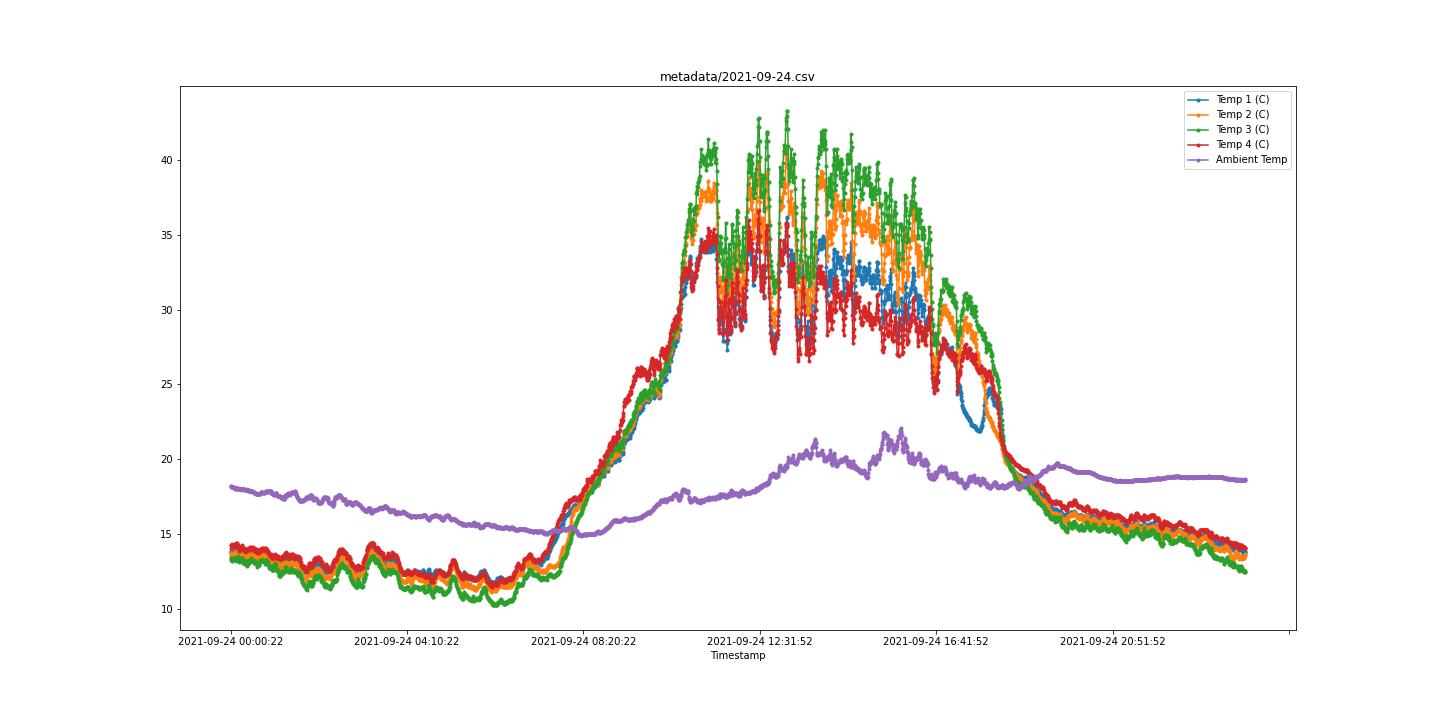 metadata/2021-09-24.csv
Temp 1 (C)
Temp 2 (C)
Temp 3 (C)
Temp 4 (C)
Ambient Temp
40
35
30
25
20
15
10
2021-09-24 00:00:22 2021-09-24 04:10:22 2021-09-24 08:20:22 2021-09-24 12:31:52 2021-09-24 16:41:52 2021-09-24 20:51:52
Timestamp